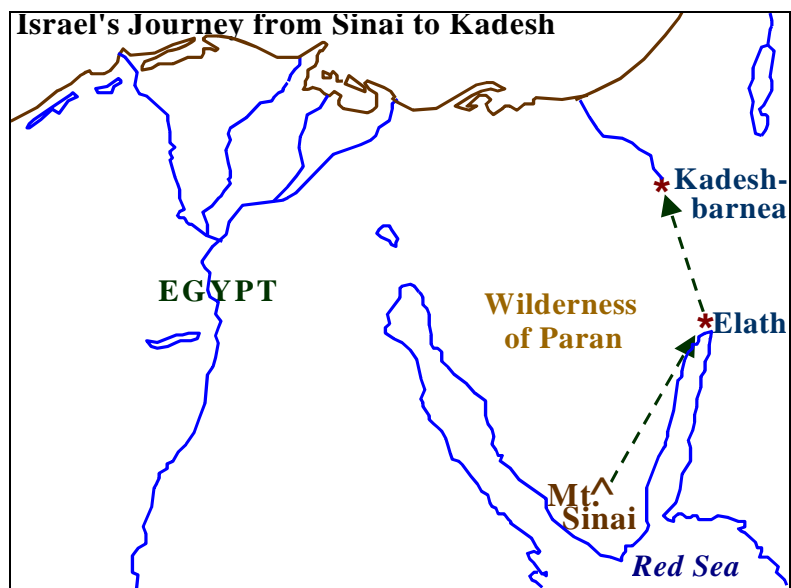 Israel's Journey from Sinai to Kadesh
Kadesh-
barnea
EGYPT
Wilderness
of Paran
Elath
Mt.^
Sinai
Red Sea